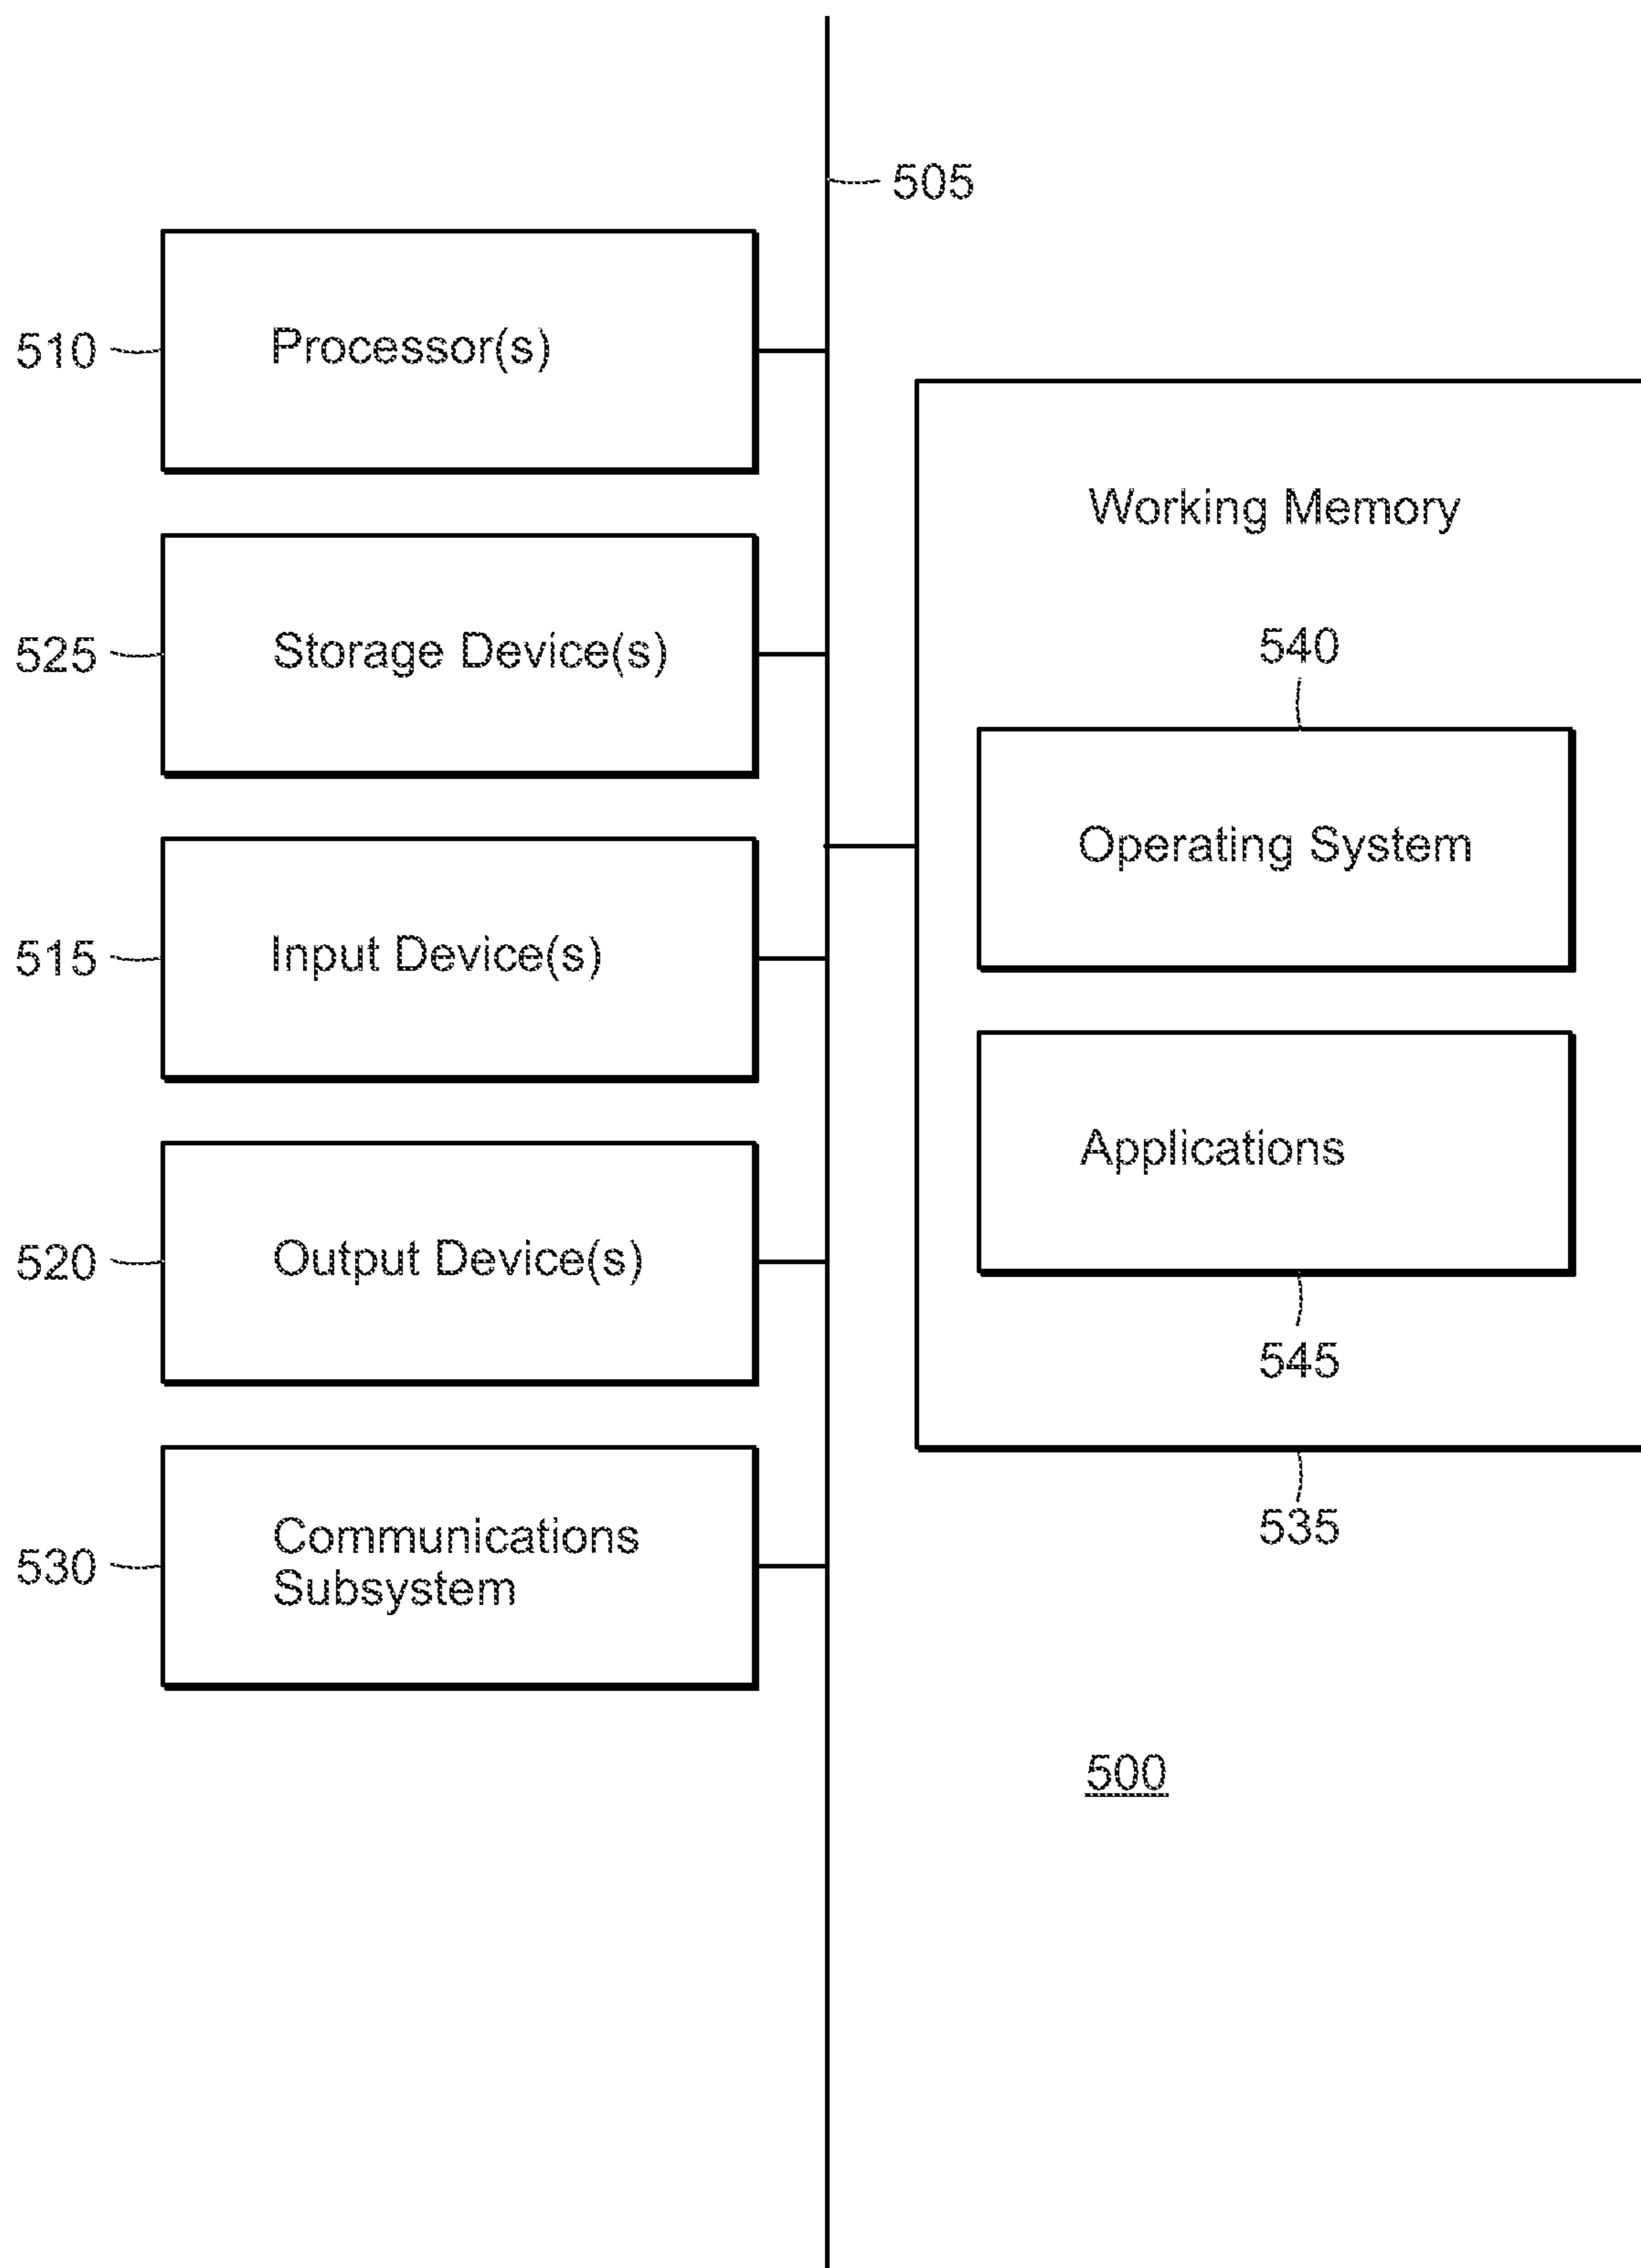 505
510
Processor(s)
525
Storage Device(s)
515
Input Device(s)
520
Output Device(s)
530
Communications
Subsystem
Working Memory
540
Operating System
Applications
545
535
500